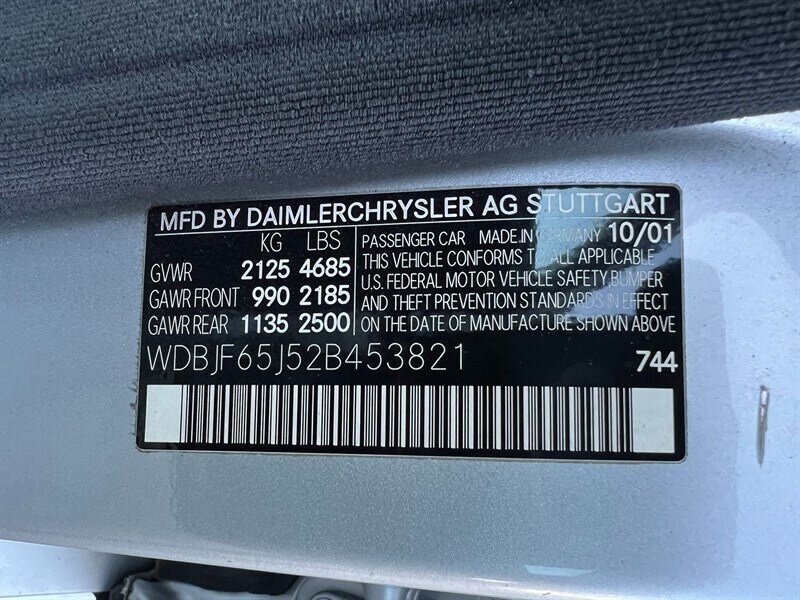 MFD BY DAIMLERCHRYSLER AG STUTTGART
KG LBS
GVWR 2125 4685
GAWR FRONT 990 2185
GAWR REAR 1135 2500
PASSENGER CAR MADE IN GERMANY 10/01
THIS VEHICLE CONFORMS TO ALL APPLICABLE
U.S. FEDERAL MOTOR VEHICLE SAFETY, BUMPER
AND THEFT PREVENTION STANDARDS IN EFFECT
ON THE DATE OF MANUFACTURE SHOWN ABOVE
WDBJF65J52B453821 744